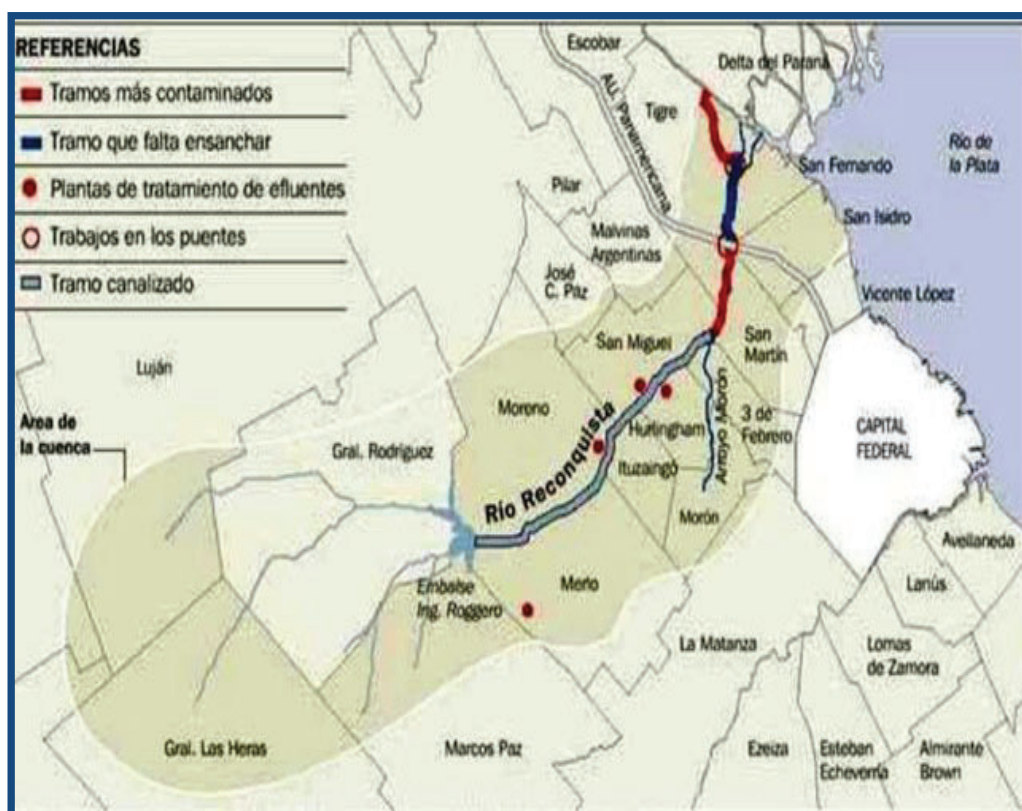 REFERENCIAS
Tramos más contaminados
Tramo que falta ensanchar
Plantas de tratamiento de efluentes
Trabajos en los puentes
Tramo canalizado
Escobar
Delta del Paraná
AU. Panamericana
Tigre
Río de
la Plata
San Fernando
Pilar
San Isidro
Malvinas
Argentinas
José
C. Paz
Vicente López
San Miguel
San
Martín
Luján
Moreno
Area de
la cuenca
Hurlingham
3 de
Febrero
CAPITAL
FEDERAL
Gral. Rodríguez
Río Reconquista
Ituzaingó
Arroyo Morón
Morón
Avellaneda
Embalse
Ing. Roggero
Merlo
Lanús
La Matanza
Lomas
de Zamora
Gral. Las Heras
Marcos Paz
Ezeiza
Esteban
Echeverría
Almirante
Brown